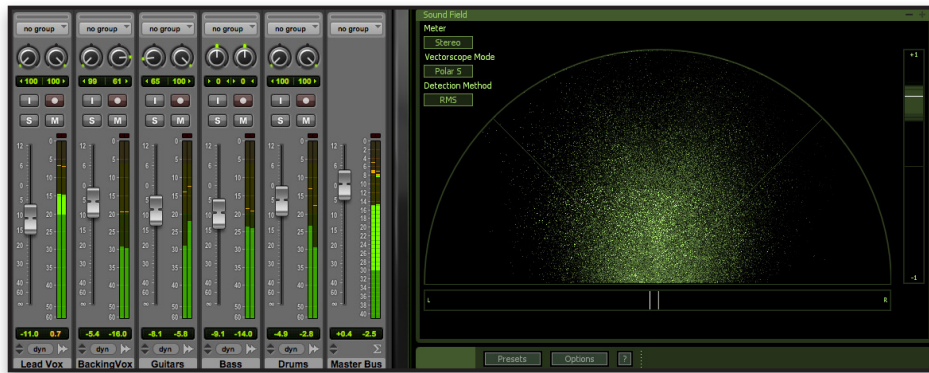 no group
no group
no group
no group
no group
no group
100 100
99 61
65 100
0 0
100 100
I
I
I
I
I
S M
S M
S M
S M
S M
-11.0 0.7
-5.4 -16.0
-8.1 -5.8
-9.1 -14.0
-4.9 -2.8
+0.4 -2.5
dyn
dyn
dyn
dyn
dyn
Σ
Lead Vox
BackingVox
Guitars
Bass
Drums
Master Bus
Sound Field
Meter
Stereo
Vectorscope Mode
Polar S
Detection Method
RMS
+1
-1
L
R
Presets
Options
?